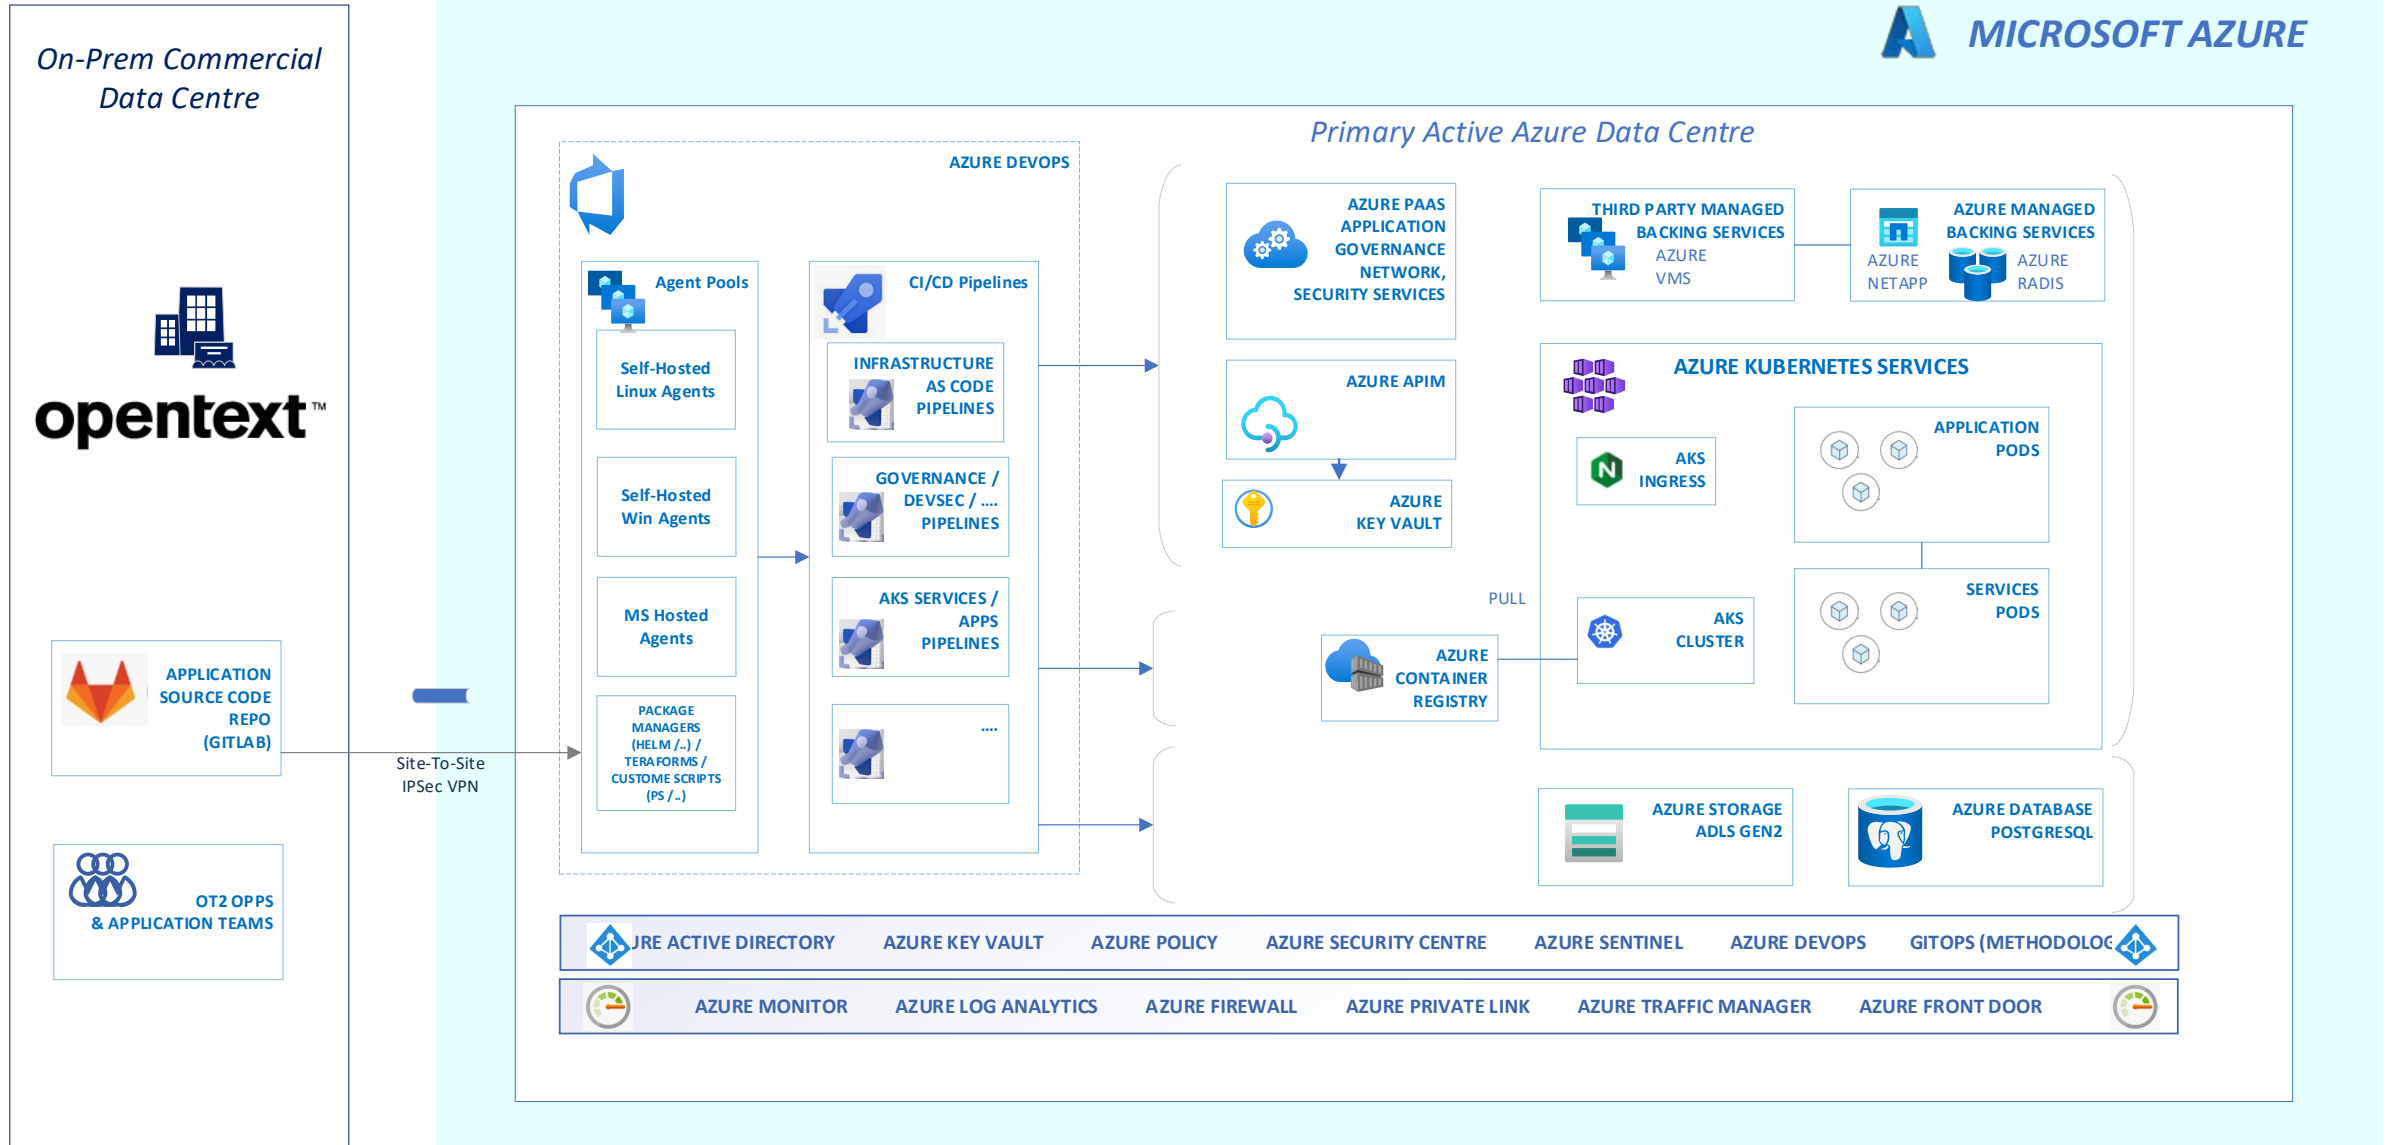 On-Prem Commercial
Data Centre
opentext™
APPLICATION
SOURCE CODE
REPO
(GITLAB)
OT2 OPPS
& APPLICATION TEAMS
Site-To-Site
IPSec VPN
MICROSOFT AZURE
Primary Active Azure Data Centre
AZURE DEVOPS
Agent Pools
Self-Hosted
Linux Agents
Self-Hosted
Win Agents
MS Hosted
Agents
PACKAGE
MANAGERS
(HELM /..) /
TERAFORMS /
CUSTOME SCRIPTS
(PS / ..)
CI/CD Pipelines
INFRASTRUCTURE
AS CODE
PIPELINES
GOVERNANCE /
DEVSEC / ....
PIPELINES
AKS SERVICES /
APPS
PIPELINES
....
AZURE PAAS
APPLICATION
GOVERNANCE
NETWORK,
SECURITY SERVICES
AZURE APIM
AZURE
KEY VAULT
THIRD PARTY MANAGED
BACKING SERVICES
AZURE
VMS
AZURE MANAGED
BACKING SERVICES
AZURE
NETAPP
AZURE
RADIS
AZURE KUBERNETES SERVICES
AKS
INGRESS
APPLICATION
PODS
PULL
AZURE
CONTAINER
REGISTRY
AKS
CLUSTER
SERVICES
PODS
AZURE STORAGE
ADLS GEN2
AZURE DATABASE
POSTGRESQL
URE ACTIVE DIRECTORY AZURE KEY VAULT AZURE POLICY AZURE SECURITY CENTRE AZURE SENTINEL AZURE DEVOPS GITOPS (METHODOLOG
AZURE MONITOR AZURE LOG ANALYTICS AZURE FIREWALL AZURE PRIVATE LINK AZURE TRAFFIC MANAGER AZURE FRONT DOOR